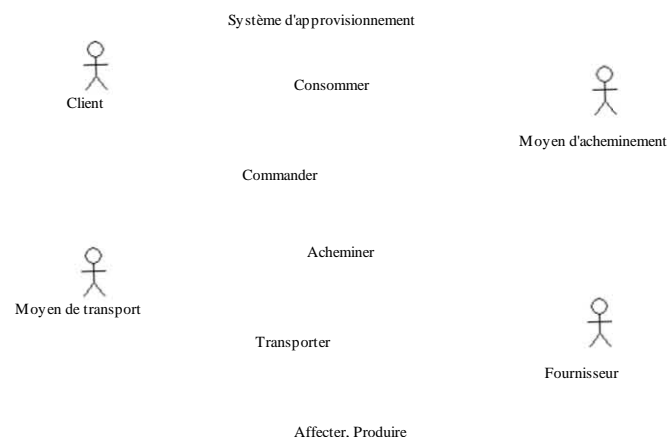 Système d'approvisionnement
Consommer
Client
Moyen d'acheminement
Commander
Acheminer
Moyen de transport
Transporter
Fournisseur
Affecter, Produire